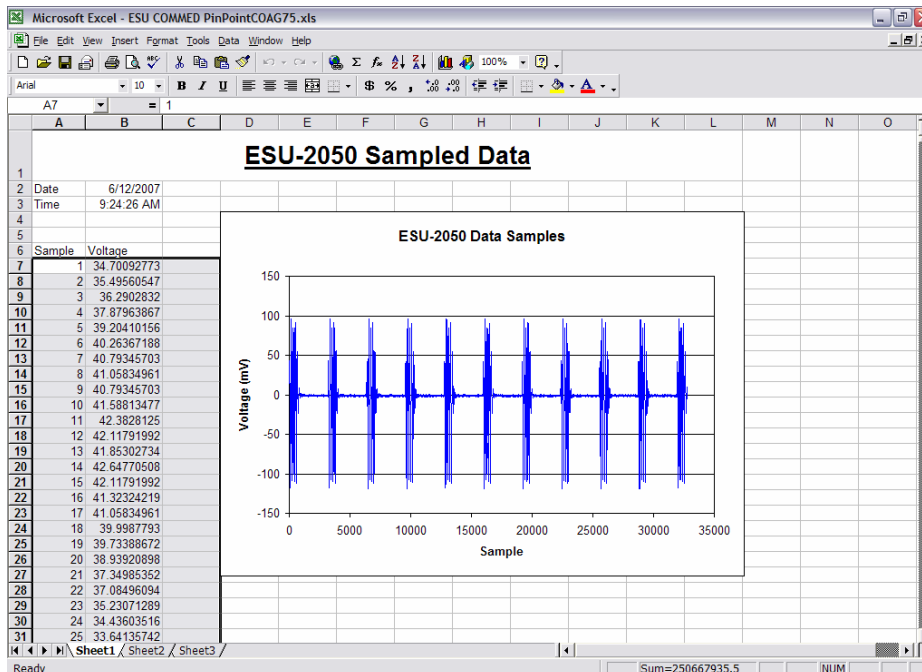 Microsoft Excel - ESU COMMED PinPointCOAG75.xls
File Edit View Insert Format Tools Data Window Help
100%
Arial 10 B I U $ % ,
A7 = 1
A B C D E F G H I J K L M N O
1 ESU-2050 Sampled Data
2 Date 6/12/2007
3 Time 9:24:26 AM
4
5
6 Sample Voltage
7 1 34.70092773
8 2 35.49560547
9 3 36.2902832
10 4 37.87963867
11 5 39.20410156
12 6 40.26367188
13 7 40.79345703
14 8 41.05834961
15 9 40.79345703
16 10 41.58813477
17 11 42.3828125
18 12 42.11791992
19 13 41.85302734
20 14 42.64770508
21 15 42.11791992
22 16 41.32324219
23 17 41.05834961
24 18 39.9987793
25 19 39.73388672
26 20 38.93920898
27 21 37.34985352
28 22 37.08496094
29 23 35.23071289
30 24 34.43603516
31 25 33.64135742
ESU-2050 Data Samples
Voltage (mV)
150
100
50
0
-50
-100
-150
0 5000 10000 15000 20000 25000 30000 35000
Sample
Sheet1 Sheet2 Sheet3
Ready Sum=250667935.5 NUM